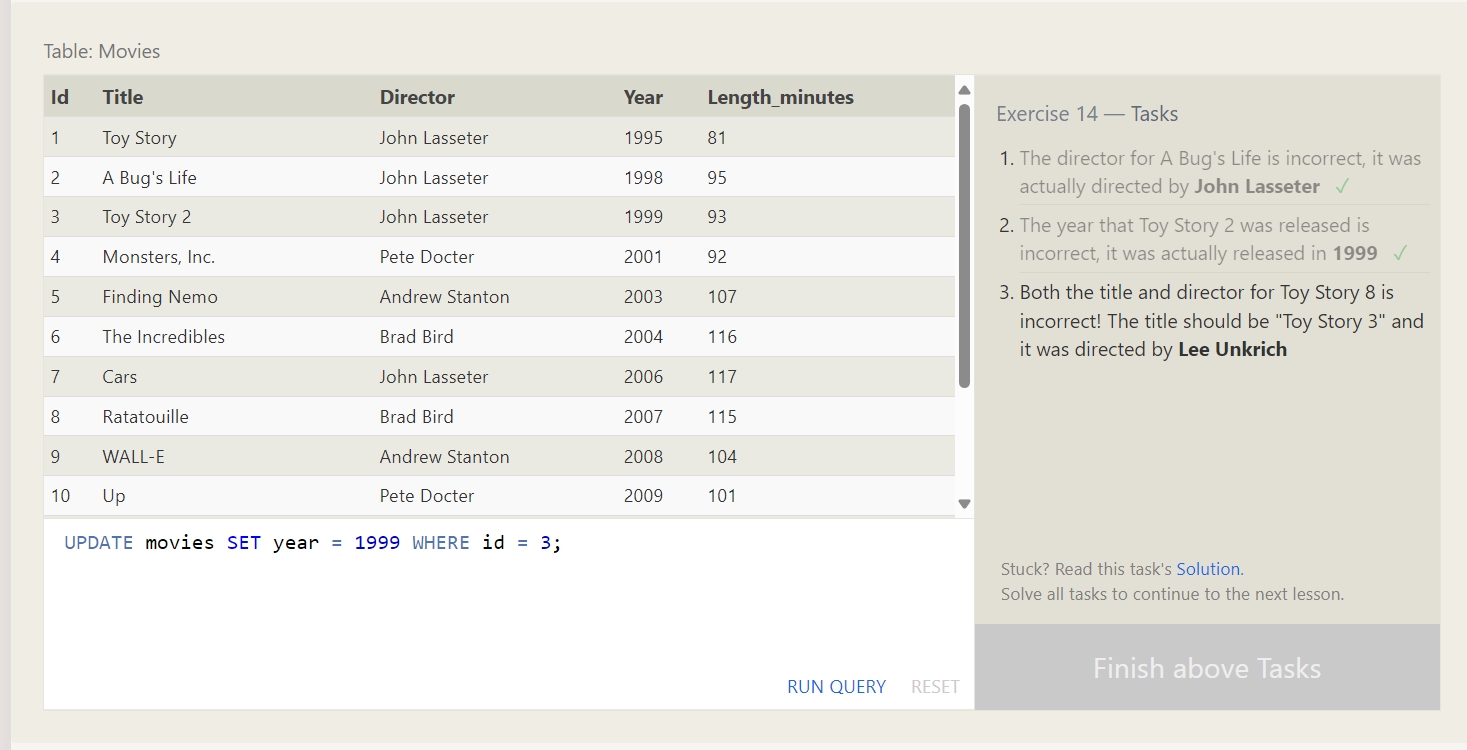 Table: Movies
Id Title Director Year Length_minutes
1 Toy Story John Lasseter 1995 81
2 A Bug's Life John Lasseter 1998 95
3 Toy Story 2 John Lasseter 1999 93
4 Monsters, Inc. Pete Docter 2001 92
5 Finding Nemo Andrew Stanton 2003 107
6 The Incredibles Brad Bird 2004 116
7 Cars John Lasseter 2006 117
8 Ratatouille Brad Bird 2007 115
9 WALL-E Andrew Stanton 2008 104
10 Up Pete Docter 2009 101
UPDATE movies SET year = 1999 WHERE id = 3;
RUN QUERY RESET
Exercise 14 — Tasks
1. The director for A Bug's Life is incorrect, it was
actually directed by John Lasseter ✓
2. The year that Toy Story 2 was released is
incorrect, it was actually released in 1999 ✓
3. Both the title and director for Toy Story 8 is
incorrect! The title should be "Toy Story 3" and
it was directed by Lee Unkrich
Stuck? Read this task's Solution.
Solve all tasks to continue to the next lesson.
Finish above Tasks